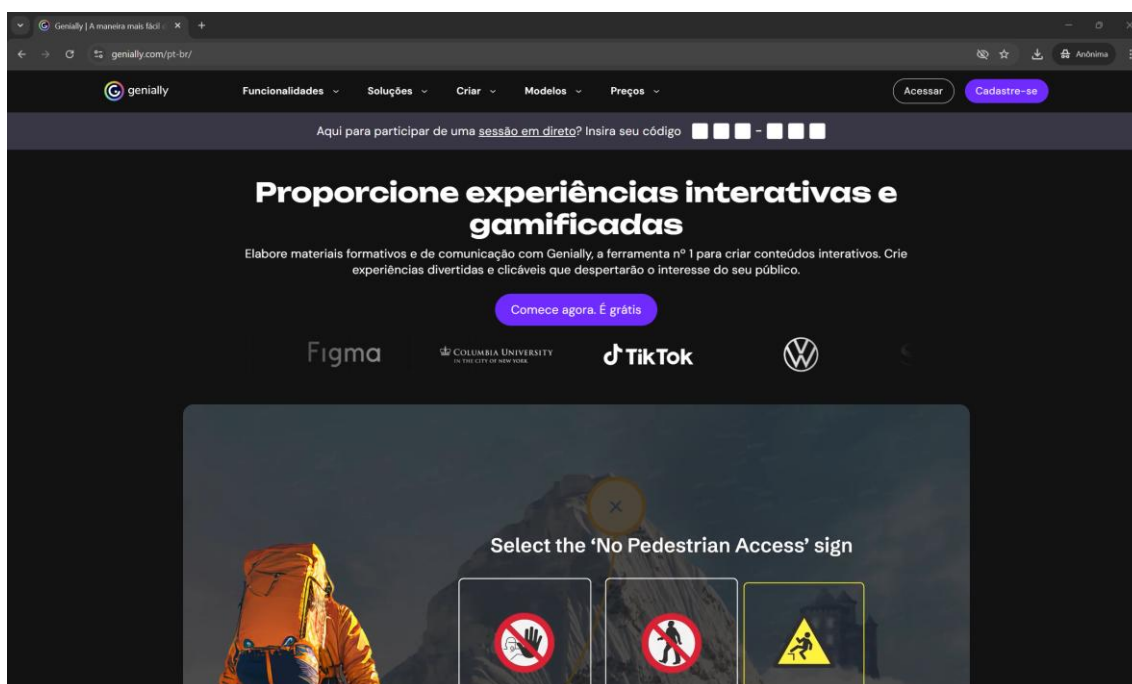 Genially | A maneira mais fácil
genially.com/pt-br/
Anônima
genially Funcionalidades Soluções Criar Modelos Preços Acessar Cadastre-se
Aqui para participar de uma sessão em direto? Insira seu código -
Proporcione experiências interativas e
gamificadas
Elabore materiais formativos e de comunicação com Genially, a ferramenta nº 1 para criar conteúdos interativos. Crie
experiências divertidas e clicáveis que despertarão o interesse do seu público.
Comece agora. É grátis
Figma COLUMBIA UNIVERSITY TikTok
IN THE CITY OF NEW YORK
Select the ‘No Pedestrian Access’ sign